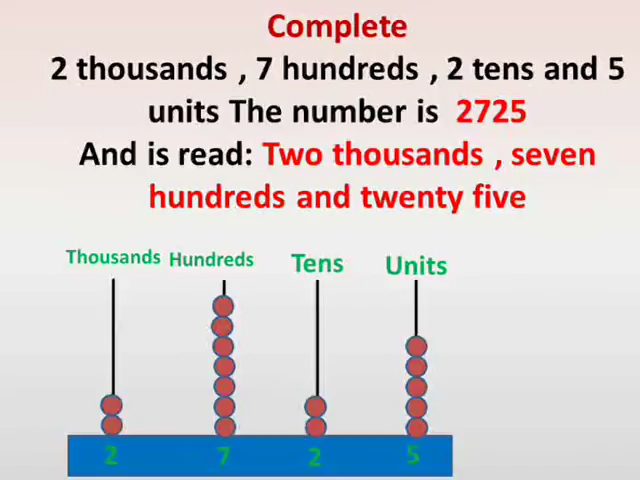 Complete
2 thousands , 7 hundreds , 2 tens and 5
units The number is 2725
And is read: Two thousands , seven
hundreds and twenty five
Thousands Hundreds Tens Units
2 7 2 5